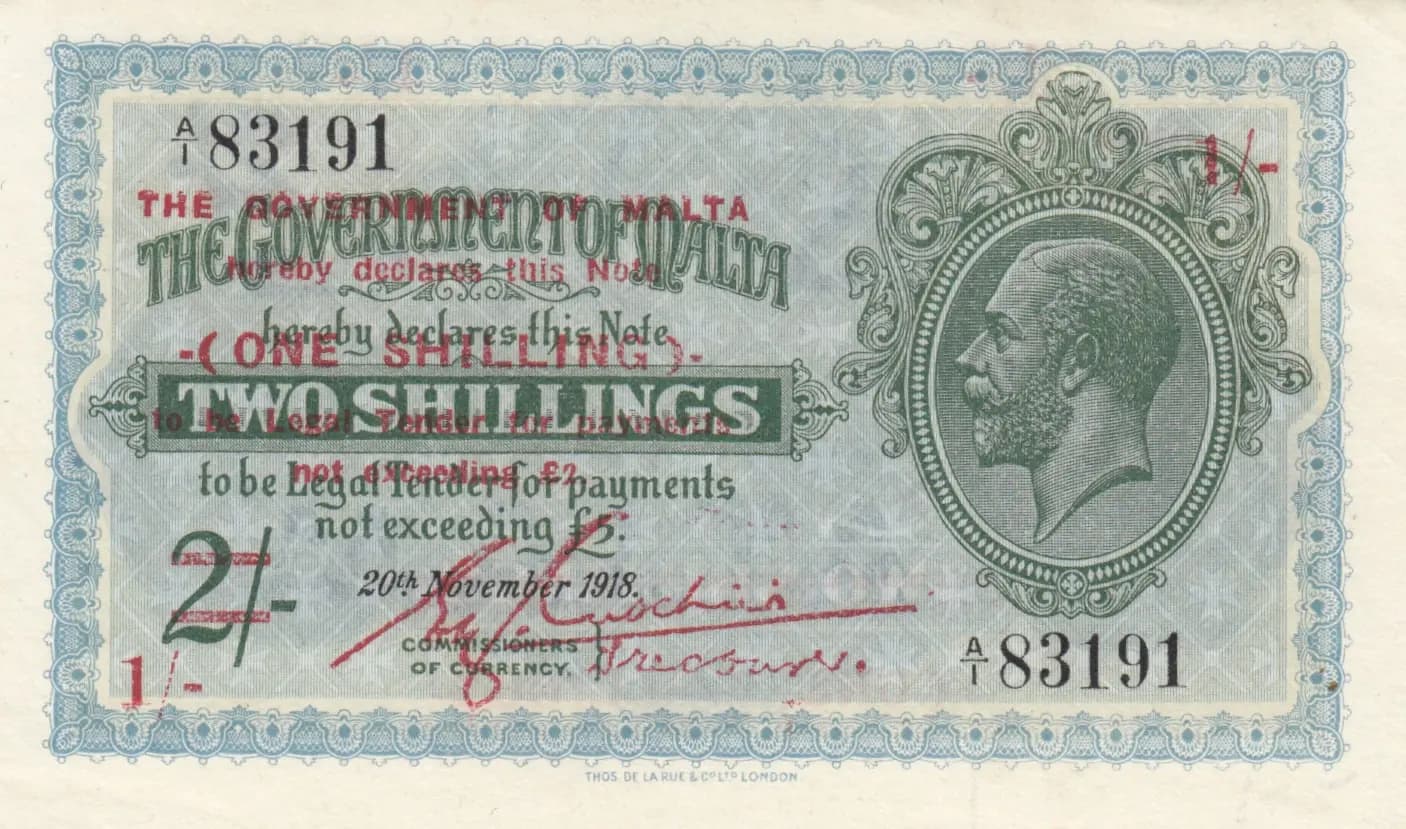 A/1 83191
1/-
THE GOVERNMENT OF MALTA
THE GOVERNMENT OF MALTA
hereby declares this Note
hereby declares this Note
-(ONE SHILLING)-
TWO SHILLINGS
to be Legal Tender for payments
not exceeding £2
to be Legal Tender for payments
not exceeding £5.
2/-
20th November 1918.
COMMISSIONERS
OF CURRENCY.
Treasurer.
1/-
A/1 83191
THOS. DE LA RUE & CO LTD LONDON